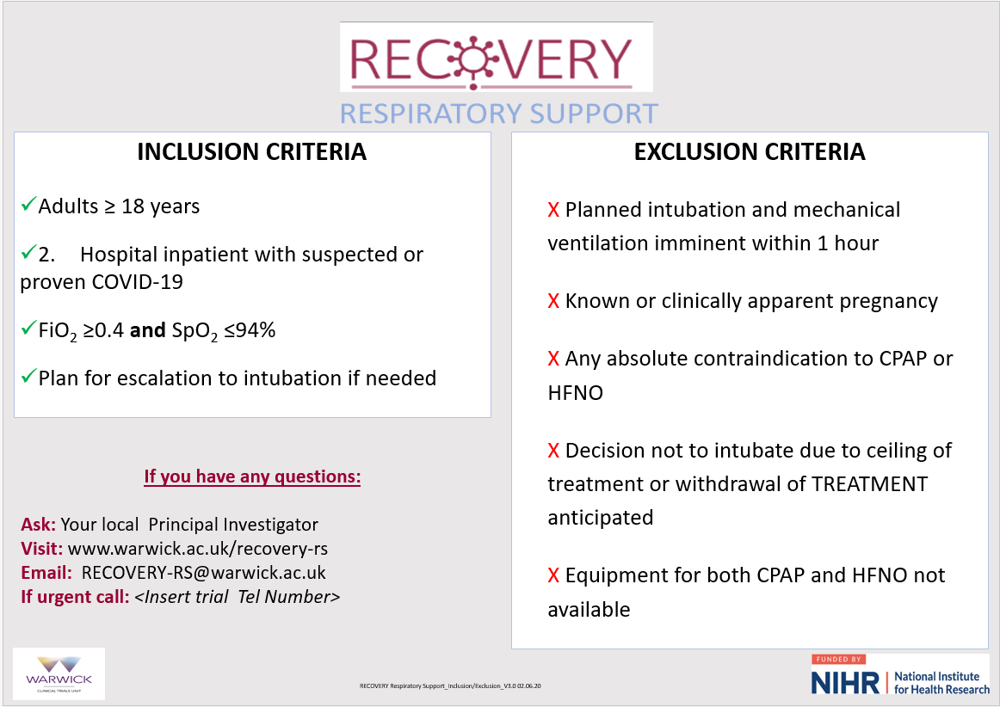 RECOVERY
RESPIRATORY SUPPORT
INCLUSION CRITERIA
✓Adults ≥ 18 years
✓2. Hospital inpatient with suspected or
proven COVID-19
✓FiO₂ ≥0.4 and SpO₂ ≤94%
✓Plan for escalation to intubation if needed
EXCLUSION CRITERIA
X Planned intubation and mechanical
ventilation imminent within 1 hour
X Known or clinically apparent pregnancy
X Any absolute contraindication to CPAP or
HFNO
X Decision not to intubate due to ceiling of
treatment or withdrawal of TREATMENT
anticipated
X Equipment for both CPAP and HFNO not
available
If you have any questions:
Ask: Your local Principal Investigator
Visit: www.warwick.ac.uk/recovery-rs
Email: RECOVERY-RS@warwick.ac.uk
If urgent call: <Insert trial Tel Number>
WARWICK
CLINICAL TRIALS UNIT
RECOVERY Respiratory Support_Inclusion/Exclusion_V3.0 02.06.20
FUNDED BY
NIHR | National Institute
for Health Research